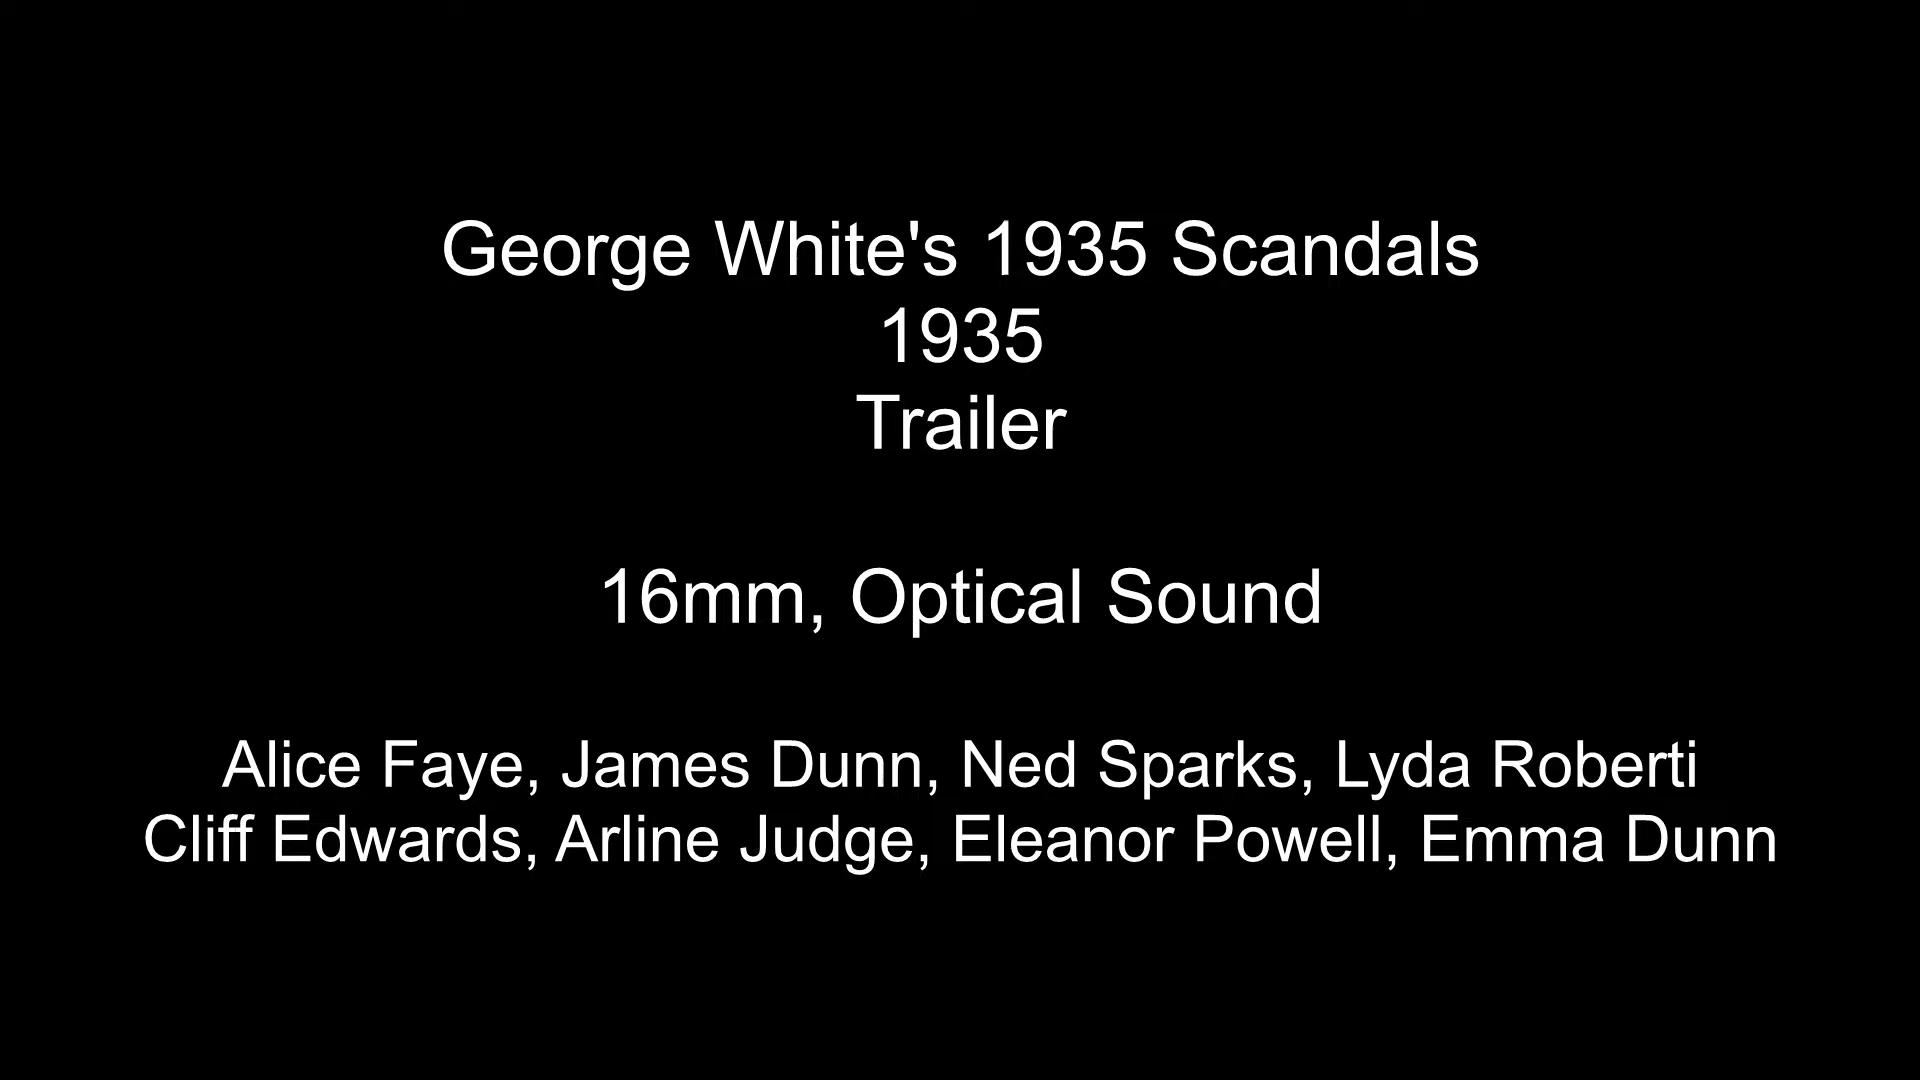 George White's 1935 Scandals
1935
Trailer
16mm, Optical Sound
Alice Faye, James Dunn, Ned Sparks, Lyda Roberti
Cliff Edwards, Arline Judge, Eleanor Powell, Emma Dunn